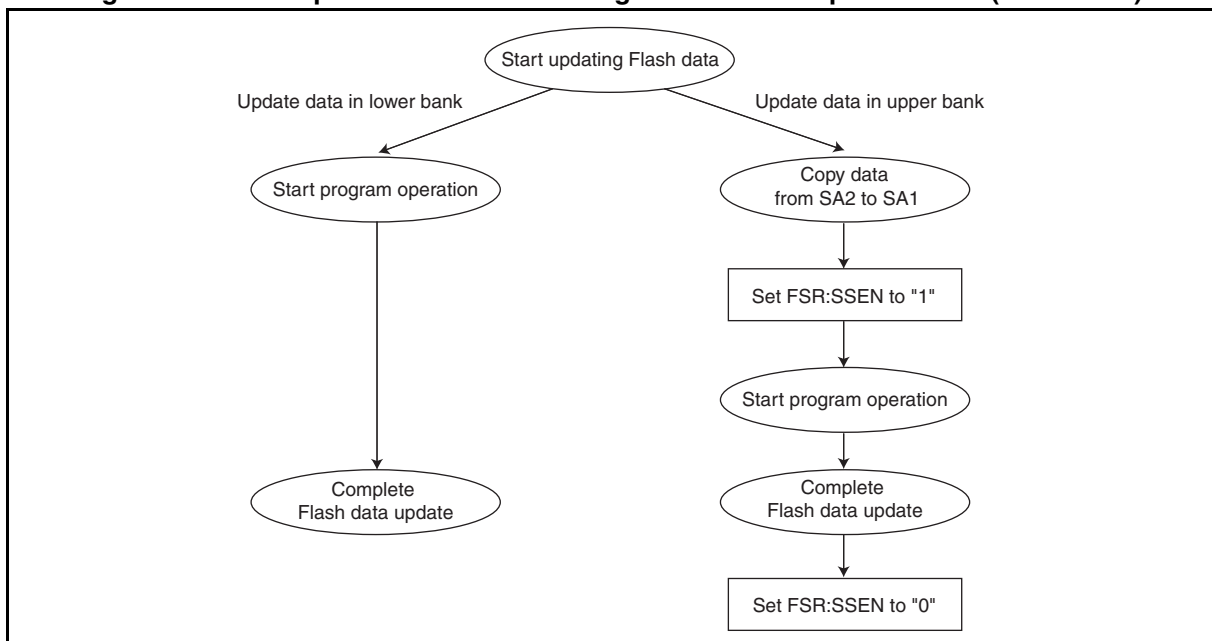 Start updating Flash data
Update data in lower bank
Update data in upper bank
Start program operation
Copy data
from SA2 to SA1
Set FSR:SSEN to "1"
Start program operation
Complete
Flash data update
Complete
Flash data update
Set FSR:SSEN to "0"